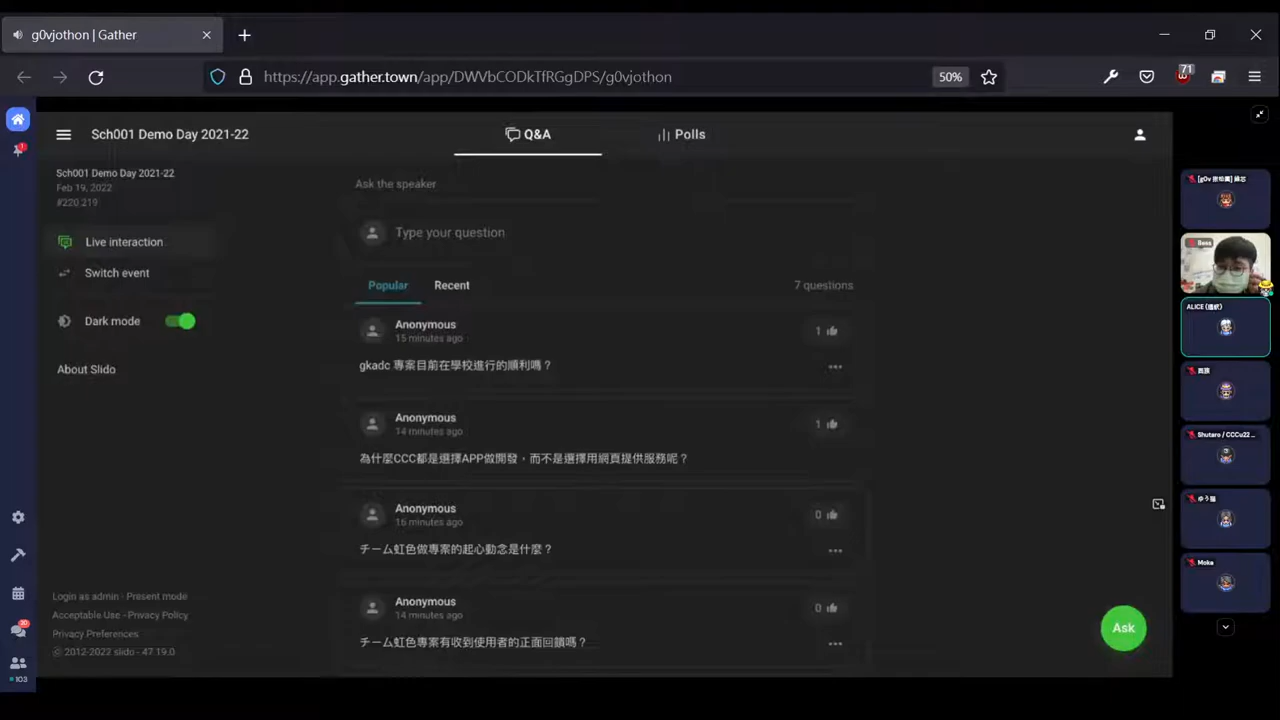 g0vjothon | Gather
https://app.gather.town/app/DWVbCODkTfRGgDPS/g0vjothon
50%
71
Sch001 Demo Day 2021-22
Q&A
Polls
Sch001 Demo Day 2021-22
Feb 19, 2022
#220 219
Live interaction
Switch event
Dark mode
About Slido
Ask the speaker
Type your question
Popular
Recent
7 questions
Anonymous
15 minutes ago
1
gkadc 專案目前在學校進行的順利嗎？
Anonymous
14 minutes ago
1
為什麼CCC都是選擇APP做開發，而不是選擇用網頁提供服務呢？
Anonymous
16 minutes ago
0
チーム虹色做專案的起心動念是什麼？
Anonymous
14 minutes ago
0
チーム虹色專案有收到使用者的正面回饋嗎？
Login as admin - Present mode
Acceptable Use - Privacy Policy
Privacy Preferences
© 2012-2022 slido - 47.19.0
Ask
Bess
ALICE
Shutaro / CCCu22 ...
ゆう猫
Moke
103